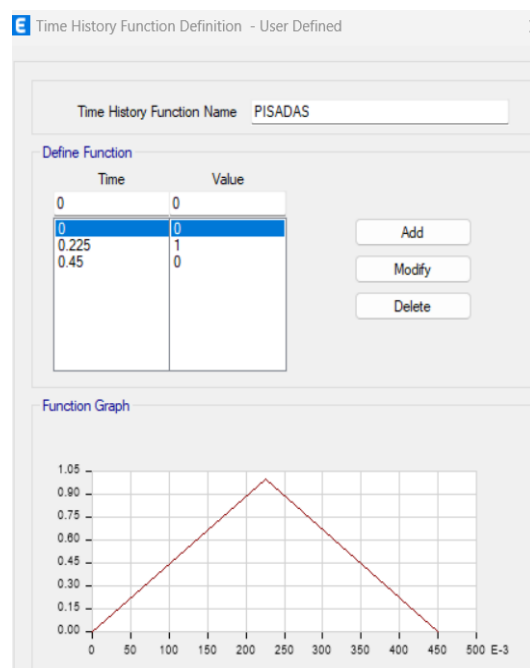 E Time History Function Definition - User Defined
Time History Function Name PISADAS
Define Function
Time Value
0 0
0 0
0.225 1
0.45 0
Add
Modify
Delete
Function Graph
1.05
0.90
0.75
0.60
0.45
0.30
0.15
0.00
0 50 100 150 200 250 300 350 400 450 500 E-3